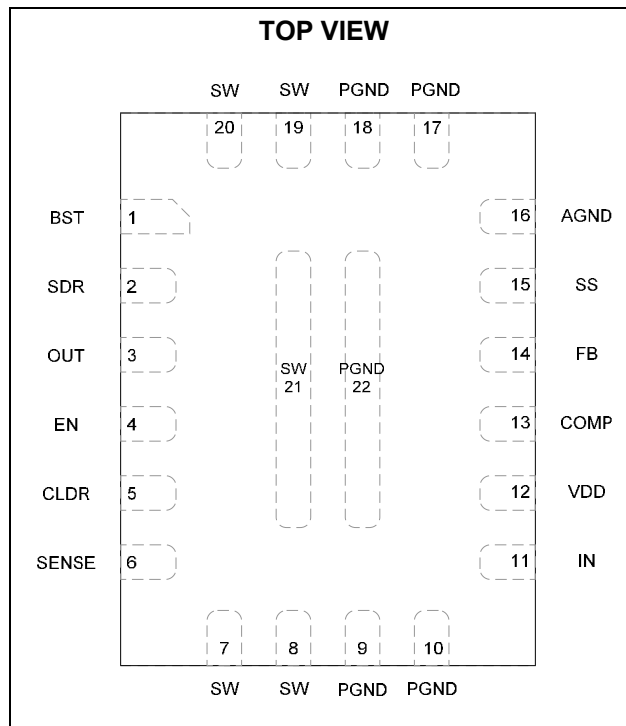 TOP VIEW
SW SW PGND PGND
20 19 18 17
BST 1 16 AGND
SDR 2 15 SS
OUT 3 14 FB
SW PGND
21 22
EN 4 13 COMP
CLDR 5 12 VDD
SENSE 6 11 IN
7 8 9 10
SW SW PGND PGND